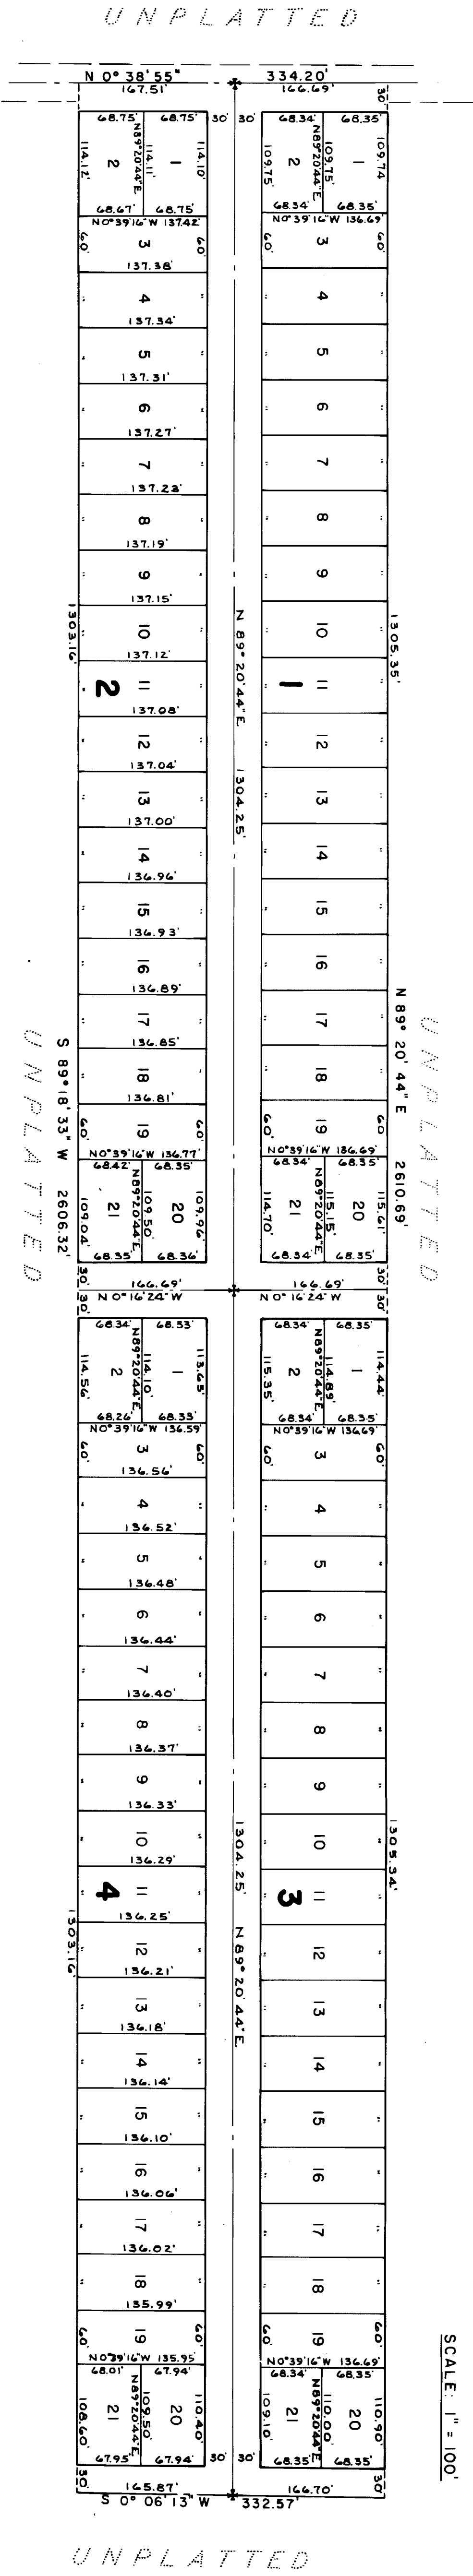 UNPLATTED
N 0° 38' 55" 334.20'
167.51' 166.69' 30'
68.75' 68.75' 30' 30' 68.34' 68.35'
114.12' 2 N89°20'44"E 114.11' 1 114.10' 109.75' 2 N89°20'44"E 109.75' 1 109.74
68.67' 68.75' 68.34' 68.35'
N0°39'16"W 137.42' N0°39'16"W 136.69'
60' 3 60' 60' 3 60'
137.38'
" 4 " " 4 "
137.34'
" 5 " " 5 "
137.31'
" 6 " " 6 "
137.27'
" 7 " " 7 "
137.23'
" 8 " " 8 "
137.19'
" 9 " " 9 "
137.15'
1303.16' " 10 " N 89° 20' 44" E " 10 " 1305.35'
137.12'
2 " 11 " 1 " 11 "
137.08'
" 12 " " 12 "
137.04'
" 13 " 1304.25' " 13 "
137.00'
" 14 " " 14 "
136.96'
" 15 " " 15 "
136.93'
" 16 " " 16 "
136.89'
" 17 " " 17 "
136.85'
" 18 " " 18 "
136.81'
60' 19 60' 60' 19 60
N0°39'16"W 136.77' N0°39'16"W 136.69'
68.42' 68.35' 68.34' 68.35'
109.04' 21 N89°20'44"E 109.50' 20 109.96' 114.70' 21 N89°20'44"E 115.15' 20 115.61'
68.35' 68.36' 68.34' 68.35'
S 89°18'33" W 2606.32'
N 89° 20' 44" E 2610.69'
UNPLATTED
UNPLATTED
30' 166.69' 166.69' 30'
30' N 0° 16' 24" W N 0° 16' 24" W 30'
68.34' 68.33' 68.34' 68.35'
114.56' 2 N89°20'44"E 114.10' 1 113.65' 115.35' 2 N89°20'44"E 114.89' 1 114.44'
68.26' 68.33' 68.34' 68.35'
N0°39'16"W 136.59' N0°39'16"W 136.69'
60' 3 60' 60' 3 60'
136.56'
" 4 " " 4 "
136.52'
" 5 " " 5 "
136.48'
" 6 " " 6 "
136.44'
" 7 " " 7 "
136.40'
" 8 " " 8 "
136.37'
" 9 " " 9 "
136.33'
" 10 " 1304.25' " 10 " 1305.34'
136.29'
4 " 11 " 3 " 11 "
136.25'
1303.16' " 12 " N 89° 20' 44" E " 12 "
136.21'
" 13 " " 13 "
136.18'
" 14 " " 14 "
136.14'
" 15 " " 15 "
136.10'
" 16 " " 16 "
136.06'
" 17 " " 17 "
136.02'
" 18 " " 18 "
135.99'
60' 19 60' 60' 19 60'
N0°39'16"W 135.95' N0°39'16"W 136.69'
68.01' 67.94' 68.34' 68.35'
108.60' 21 N89°20'44"E 109.50' 20 110.40' 109.10' 21 N89°20'44"E 110.00' 20 110.90'
67.95' 67.94' 30' 30' 68.35' 68.35'
30' 165.87' 166.70' 30'
S 0° 06' 13" W 332.57'
SCALE: 1" = 100'
UNPLATTED